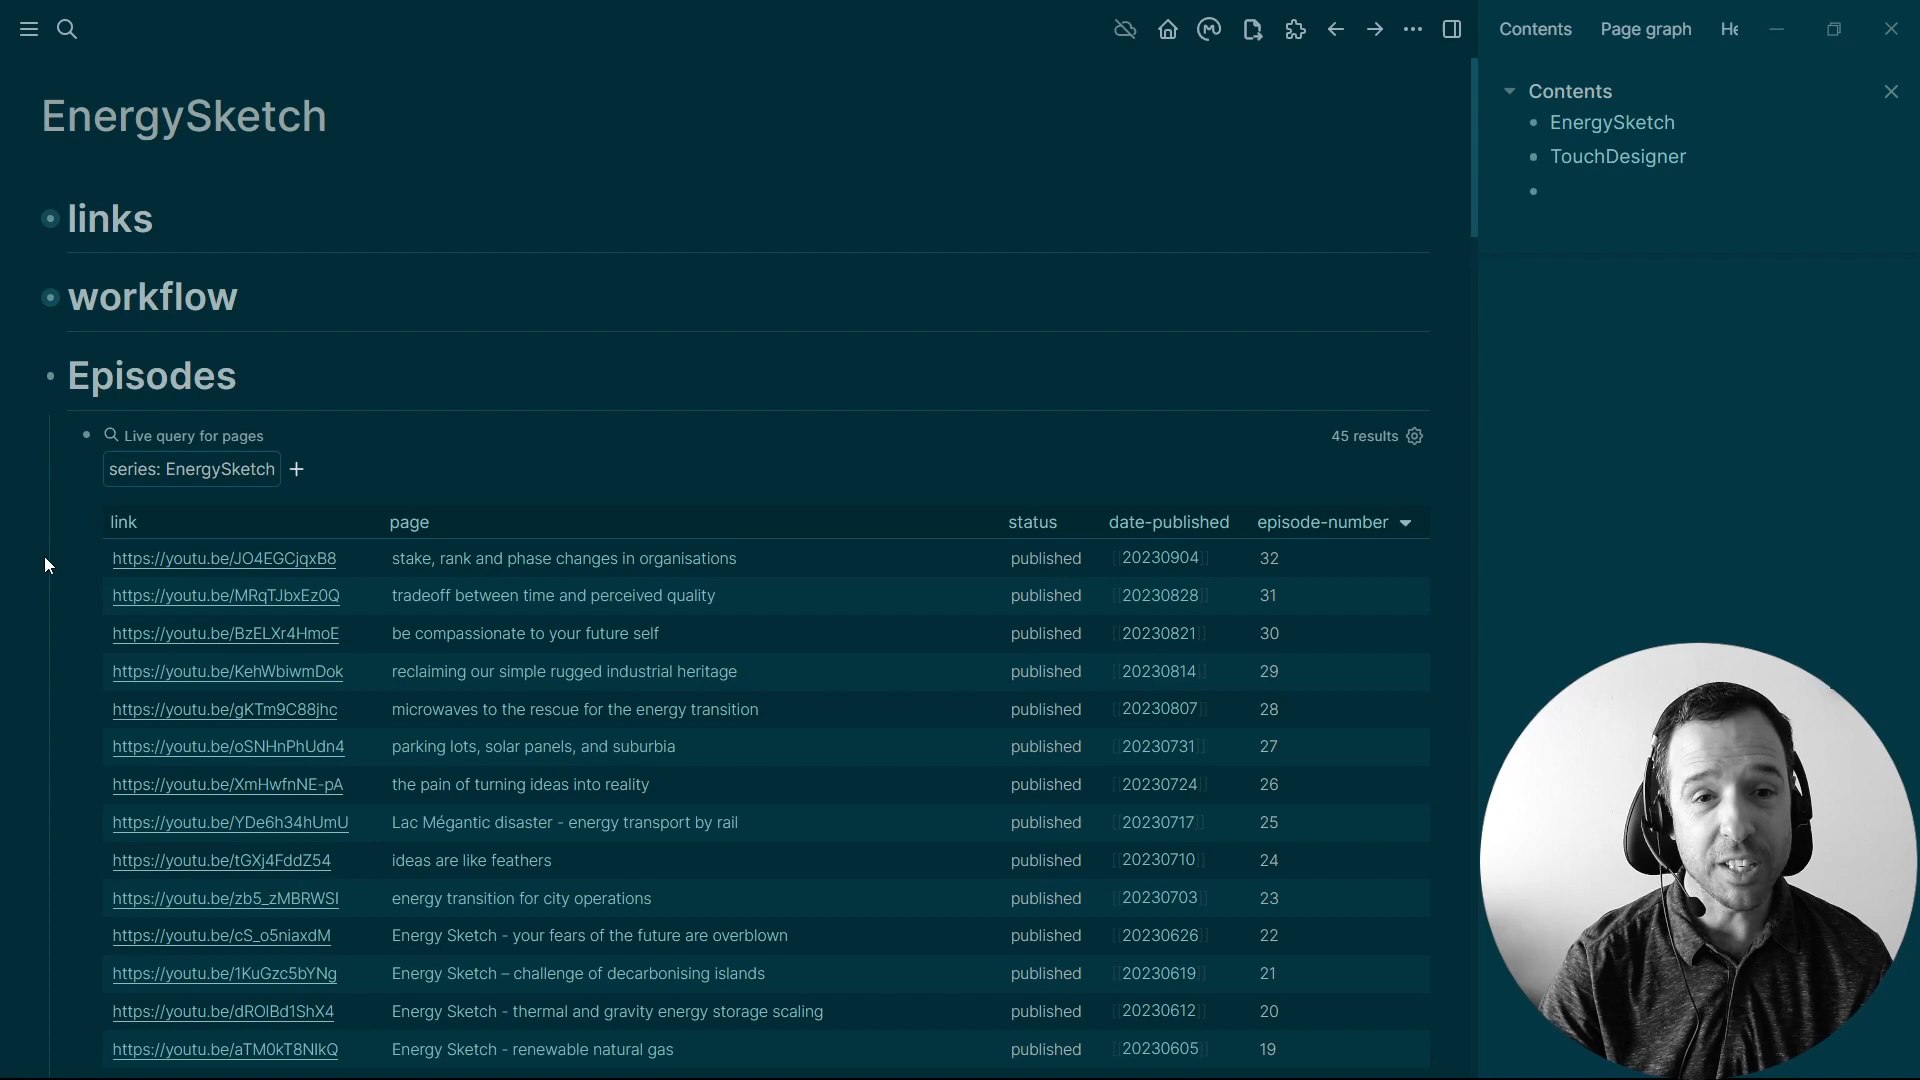 Contents Page graph He
EnergySketch
Contents
EnergySketch
TouchDesigner
links
workflow
Episodes
Live query for pages 45 results
series: EnergySketch +
link page status date-published episode-number
https://youtu.be/JO4EGCjqxB8 stake, rank and phase changes in organisations published [[20230904]] 32
https://youtu.be/MRqTJbxEz0Q tradeoff between time and perceived quality published [[20230828]] 31
https://youtu.be/BzELXr4HmoE be compassionate to your future self published [[20230821]] 30
https://youtu.be/KehWbiwmDok reclaiming our simple rugged industrial heritage published [[20230814]] 29
https://youtu.be/gKTm9C88jhc microwaves to the rescue for the energy transition published [[20230807]] 28
https://youtu.be/oSNHnPhUdn4 parking lots, solar panels, and suburbia published [[20230731]] 27
https://youtu.be/XmHwfnNE-pA the pain of turning ideas into reality published [[20230724]] 26
https://youtu.be/YDe6h34hUmU Lac Mégantic disaster - energy transport by rail published [[20230717]] 25
https://youtu.be/tGXj4FddZ54 ideas are like feathers published [[20230710]] 24
https://youtu.be/zb5_zMBRWSI energy transition for city operations published [[20230703]] 23
https://youtu.be/cS_o5niaxdM Energy Sketch - your fears of the future are overblown published [[20230626]] 22
https://youtu.be/1KuGzc5bYNg Energy Sketch – challenge of decarbonising islands published [[20230619]] 21
https://youtu.be/dROIBd1ShX4 Energy Sketch - thermal and gravity energy storage scaling published [[20230612]] 20
https://youtu.be/aTM0kT8NIkQ Energy Sketch - renewable natural gas published [[20230605]] 19